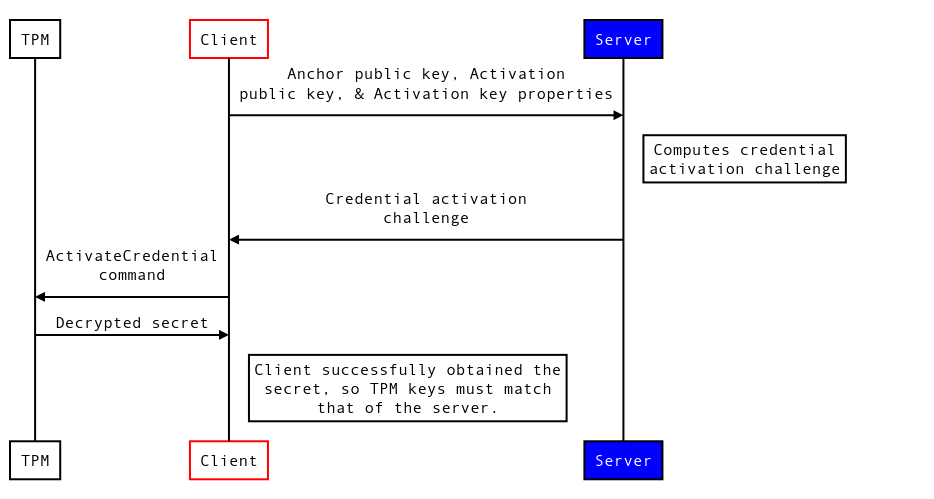 TPM
Client
Server
Anchor public key, Activation
public key, & Activation key properties
Computes credential
activation challenge
Credential activation
challenge
ActivateCredential
command
Decrypted secret
Client successfully obtained the
secret, so TPM keys must match
that of the server.
TPM
Client
Server